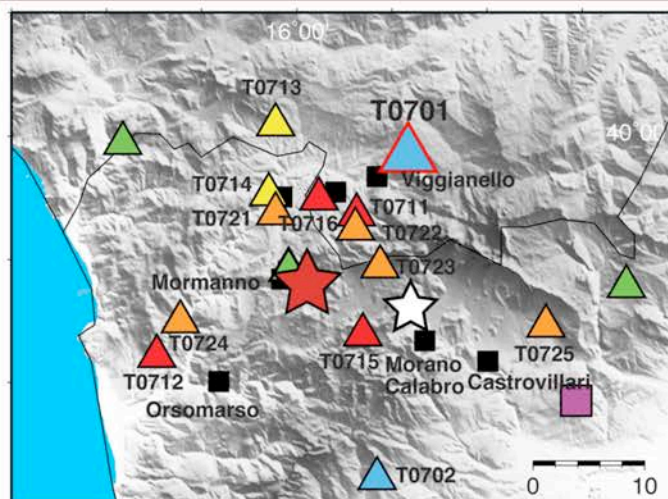 16°00'
T0713
T0701
40°00'
Viggianello
T0714
T0721
T0716
T0711
T0722
T0723
Mormanno
T0724
T0712
T0715
Morano
Calabro
T0725
Castrovillari
Orsomarso
T0702
0
10